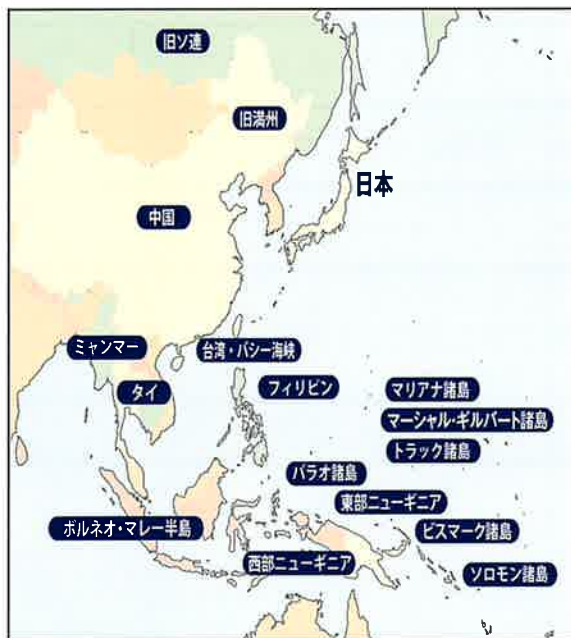 旧ソ連
旧満州
日本
中国
ミャンマー
台湾・バシー海峡
タイ
フィリピン
マリアナ諸島
マーシャル・ギルバート諸島
トラック諸島
パラオ諸島
東部ニューギニア
ボルネオ・マレー半島
ビスマーク諸島
西部ニューギニア
ソロモン諸島